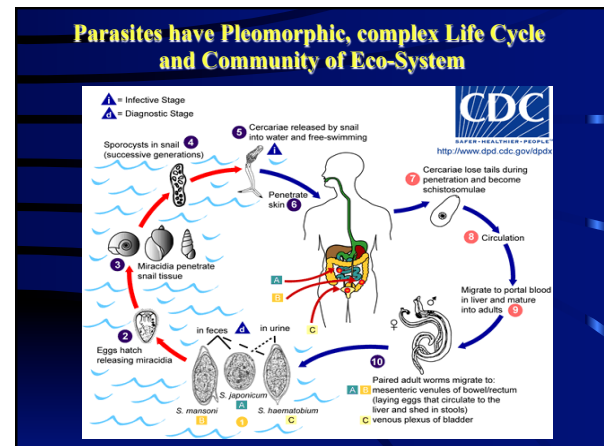 Parasites have Pleomorphic, complex Life Cycle
and Community of Eco-System
i = Infective Stage
d = Diagnostic Stage
CDC
SAFER·HEALTHIER·PEOPLE™
http://www.dpd.cdc.gov/dpdx
Sporocysts in snail 4
(successive generations)
5 Cercariae released by snail
into water and free-swimming
i
Penetrate
skin 6
7 Cercariae lose tails during
penetration and become
schistosomulae
8 Circulation
Migrate to portal blood
in liver and mature
into adults 9
3 Miracidia penetrate
snail tissue
A
B
C
2
Eggs hatch
releasing miracidia
in feces
d
in urine
♀
♂
10
Paired adult worms migrate to:
A B mesenteric venules of bowel/rectum
(laying eggs that circulate to the
liver and shed in stools)
C venous plexus of bladder
S. mansoni
B
S. japonicum
A
1
S. haematobium
C